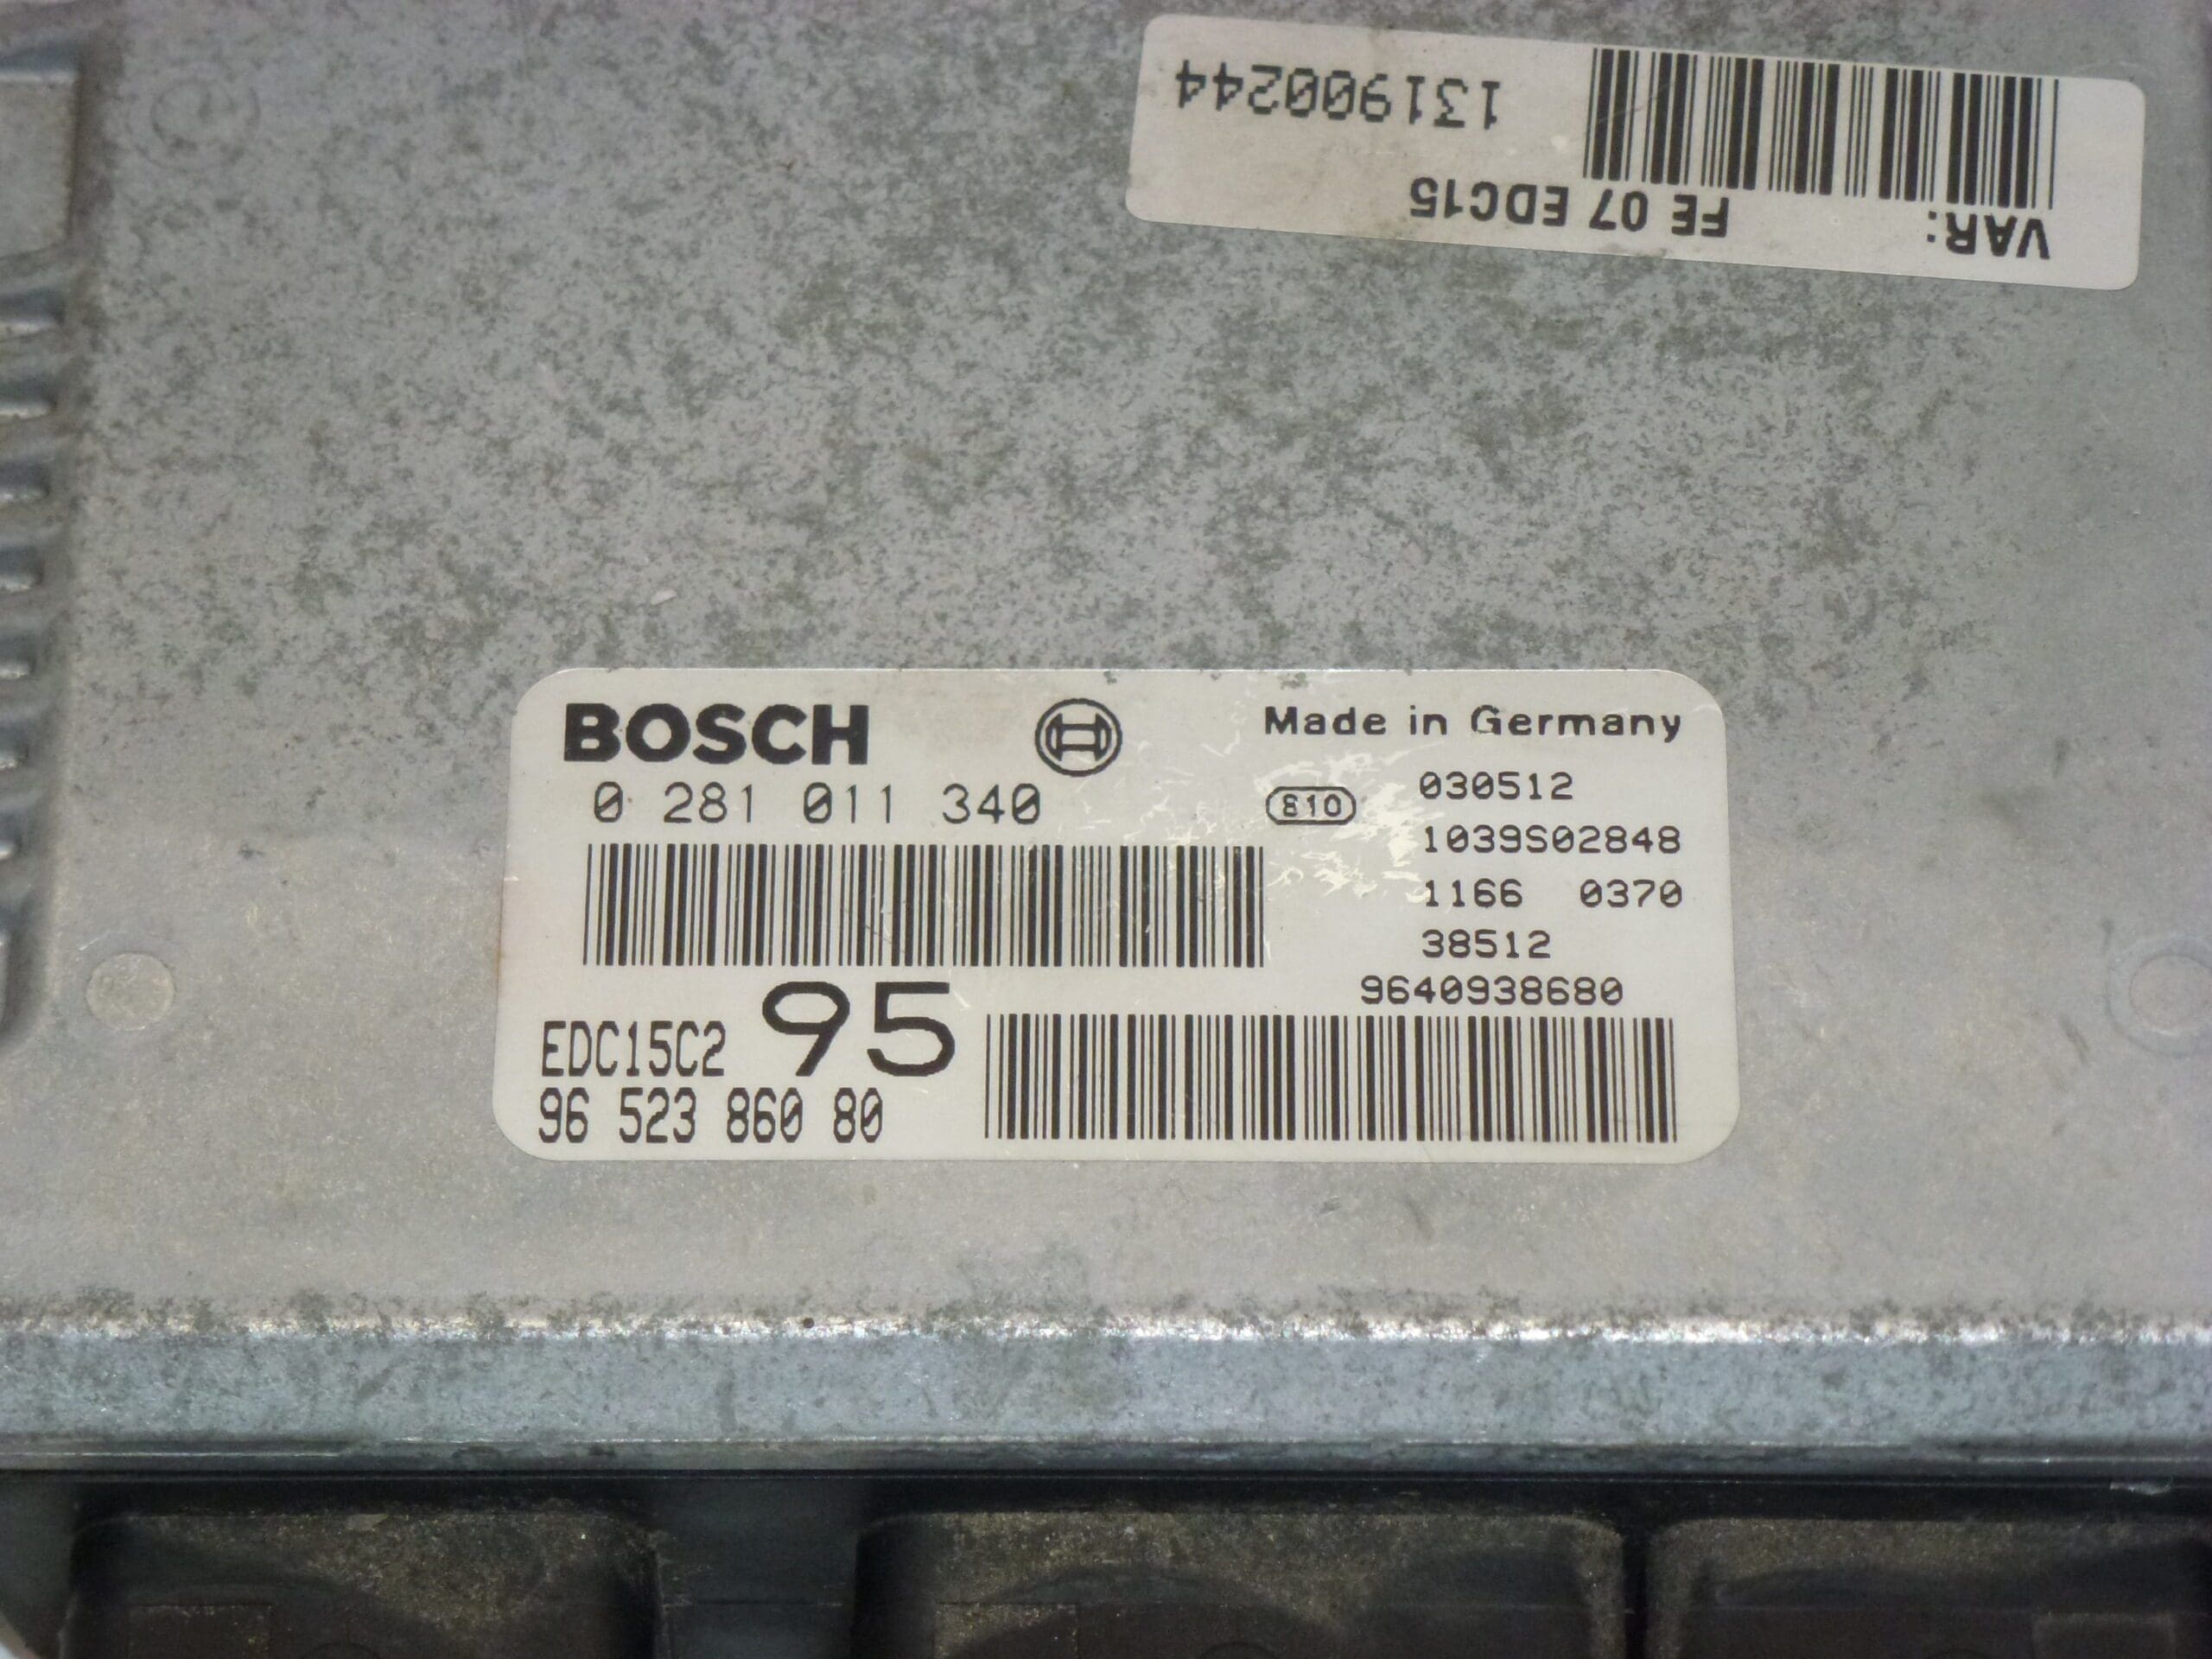 131900244
VAR: FE 07 EDC15
BOSCH
Made in Germany
0 281 011 340
810
030512
1039S02848
1166 0370
38512
9640938680
EDC15C2 95
96 523 860 80